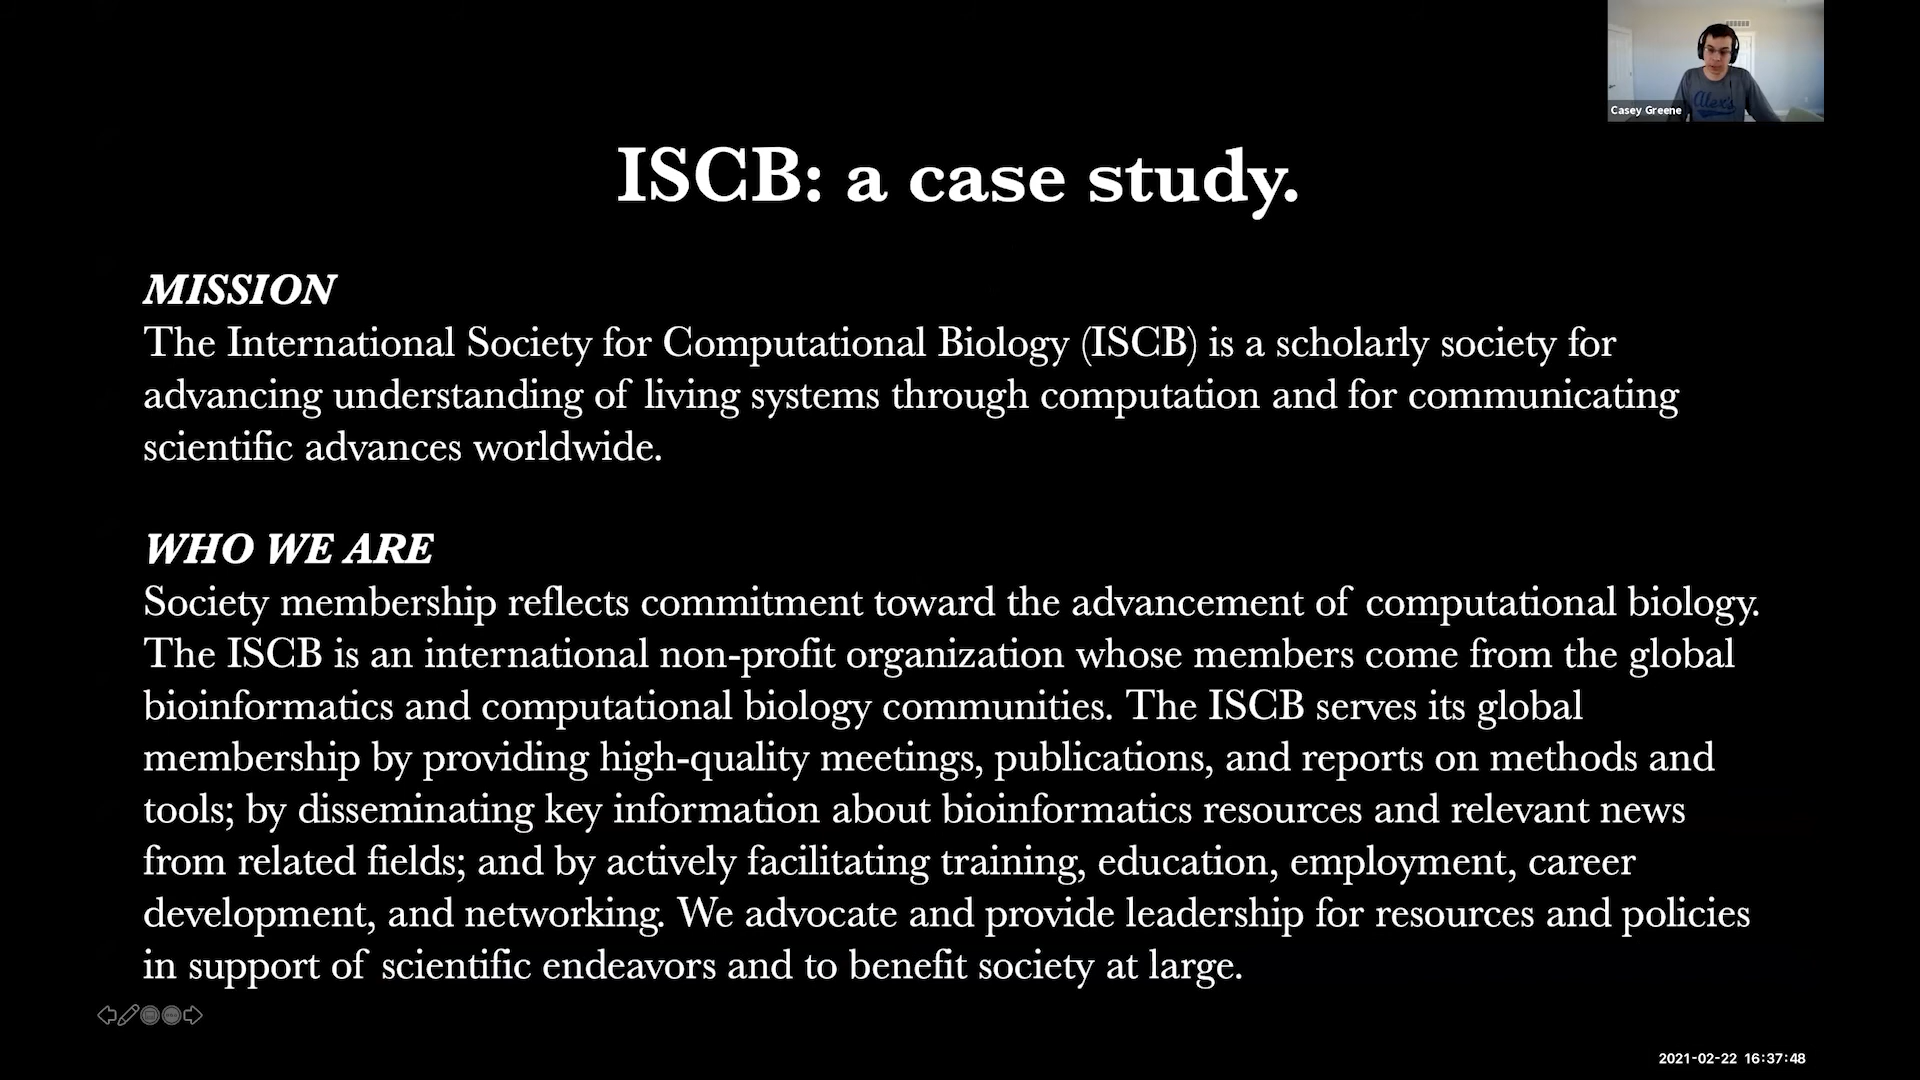 Alex's
Casey Greene
ISCB: a case study.
MISSION
The International Society for Computational Biology (ISCB) is a scholarly society for
advancing understanding of living systems through computation and for communicating
scientific advances worldwide.
WHO WE ARE
Society membership reflects commitment toward the advancement of computational biology.
The ISCB is an international non-profit organization whose members come from the global
bioinformatics and computational biology communities. The ISCB serves its global
membership by providing high-quality meetings, publications, and reports on methods and
tools; by disseminating key information about bioinformatics resources and relevant news
from related fields; and by actively facilitating training, education, employment, career
development, and networking. We advocate and provide leadership for resources and policies
in support of scientific endeavors and to benefit society at large.
2021-02-22 16:37:48